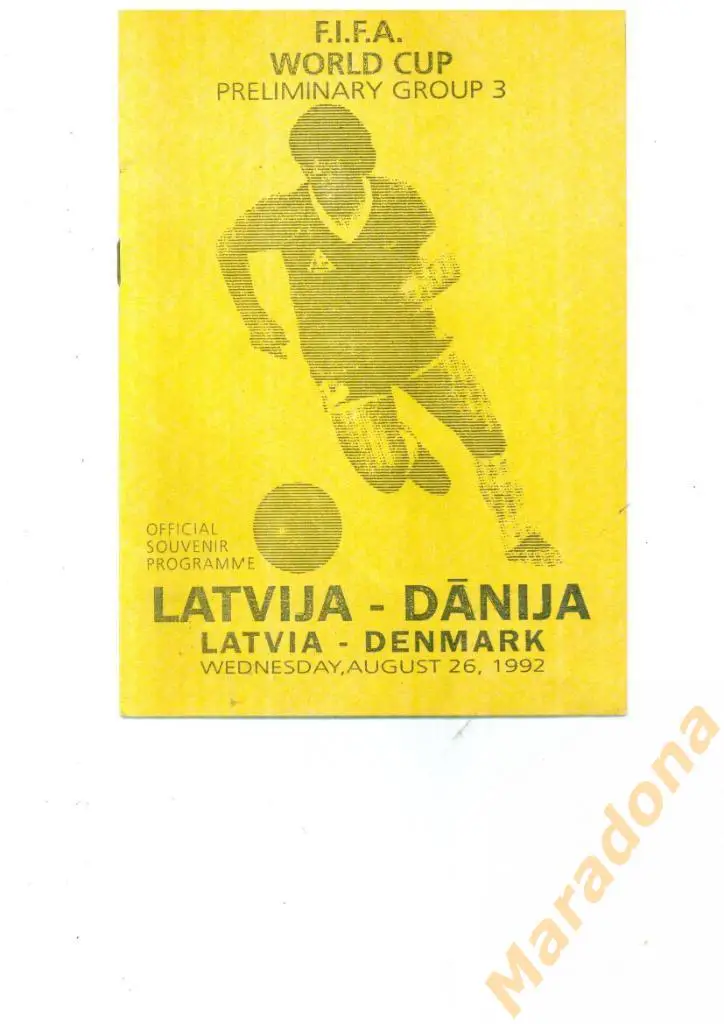 F.I.F.A.
WORLD CUP
PRELIMINARY GROUP 3
OFFICIAL
SOUVENIR
PROGRAMME
LATVIJA - DĀNIJA
LATVIA - DENMARK
WEDNESDAY, AUGUST 26, 1992
Maradona